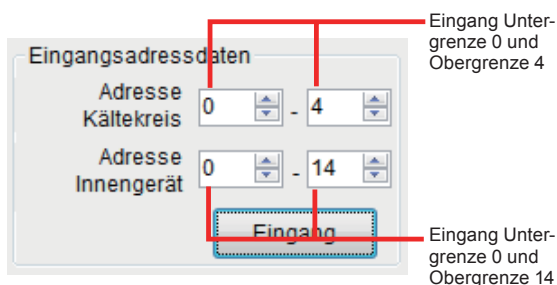 Eingang Unter-
grenze 0 und
Obergrenze 4
Eingangsadressdaten
Adresse
Kältekreis
0 - 4
Adresse
Innengerät
0 - 14
Eingang
Eingang Unter-
grenze 0 und
Obergrenze 14